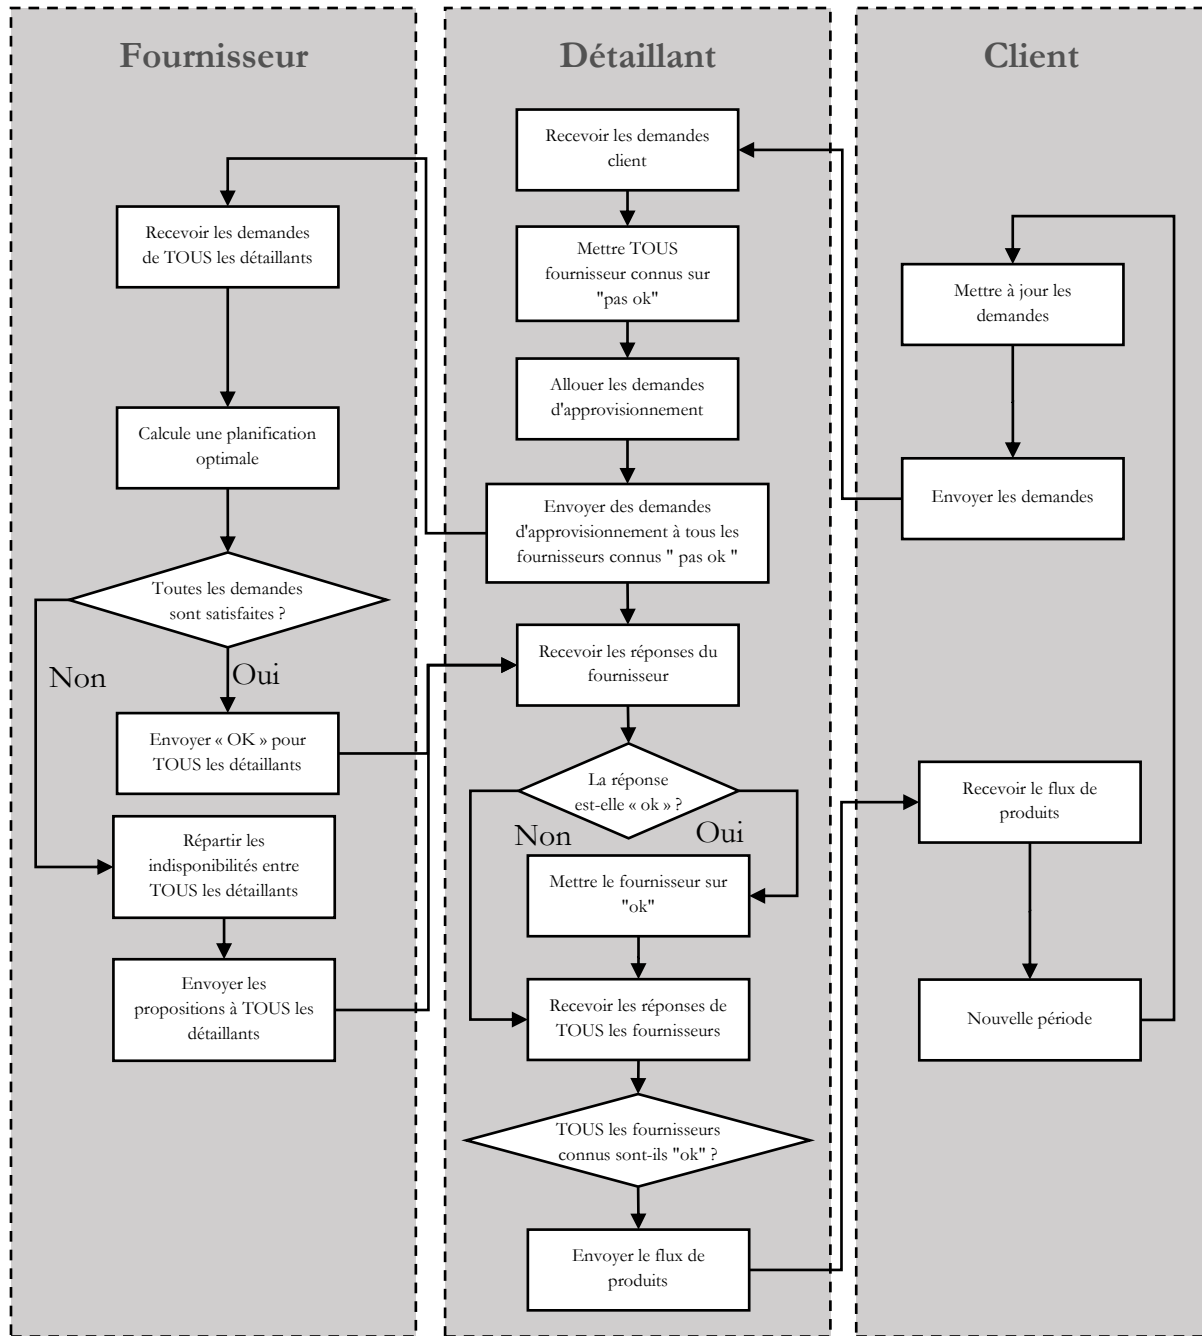 Fournisseur
Recevoir les demandes
de TOUS les détaillants
Calcule une planification
optimale
Toutes les demandes
sont satisfaites ?
Non
Oui
Envoyer « OK » pour
TOUS les détaillants
Répartir les
indisponibilités entre
TOUS les détaillants
Envoyer les
propositions à TOUS les
détaillants
Détaillant
Recevoir les demandes
client
Mettre TOUS
fournisseur connus sur
"pas ok"
Allouer les demandes
d'approvisionnement
Envoyer des demandes
d'approvisionnement à tous les
fournisseurs connus " pas ok "
Recevoir les réponses du
fournisseur
La réponse
est-elle « ok » ?
Non
Oui
Mettre le fournisseur sur
"ok"
Recevoir les réponses de
TOUS les fournisseurs
TOUS les fournisseurs
connus sont-ils "ok" ?
Envoyer le flux de
produits
Client
Mettre à jour les
demandes
Envoyer les demandes
Recevoir le flux de
produits
Nouvelle période